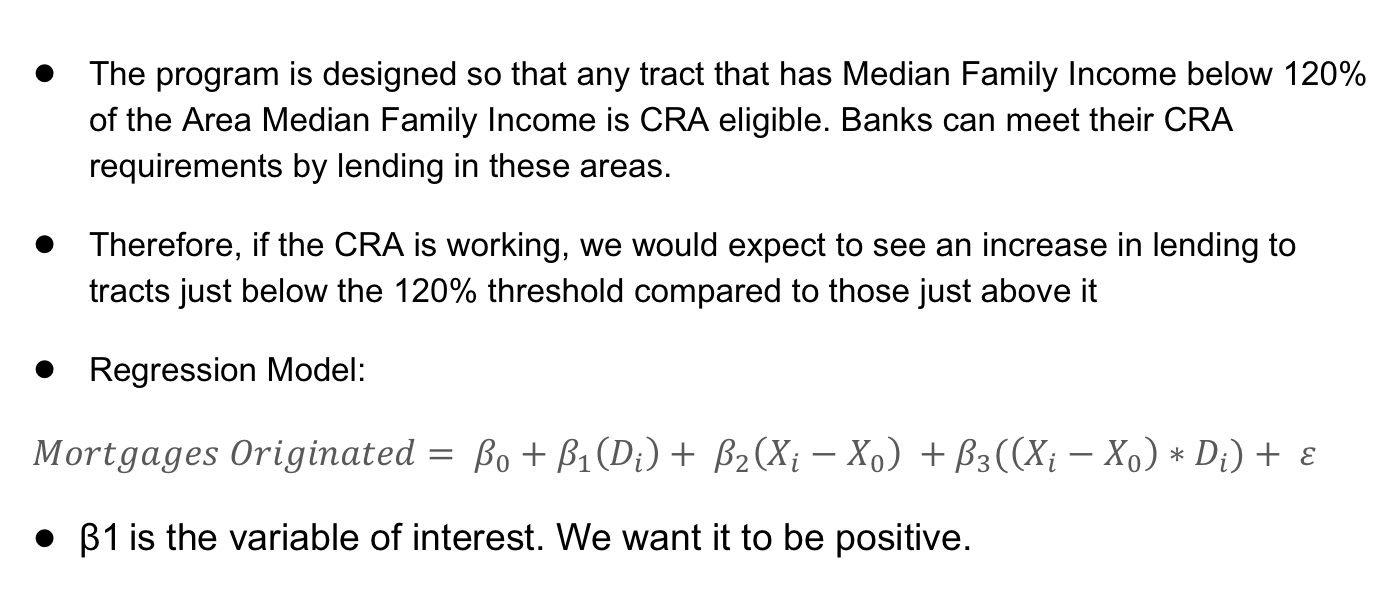 ● The program is designed so that any tract that has Median Family Income below 120%
of the Area Median Family Income is CRA eligible. Banks can meet their CRA
requirements by lending in these areas.
● Therefore, if the CRA is working, we would expect to see an increase in lending to
tracts just below the 120% threshold compared to those just above it
● Regression Model:
𝑀𝑜𝑟𝑡𝑔𝑎𝑔𝑒𝑠 𝑂𝑟𝑖𝑔𝑖𝑛𝑎𝑡𝑒𝑑 = β₀ + β₁(Dᵢ) + β₂(Xᵢ − X₀) + β₃((Xᵢ − X₀) ∗ Dᵢ) + ε
● β1 is the variable of interest. We want it to be positive.